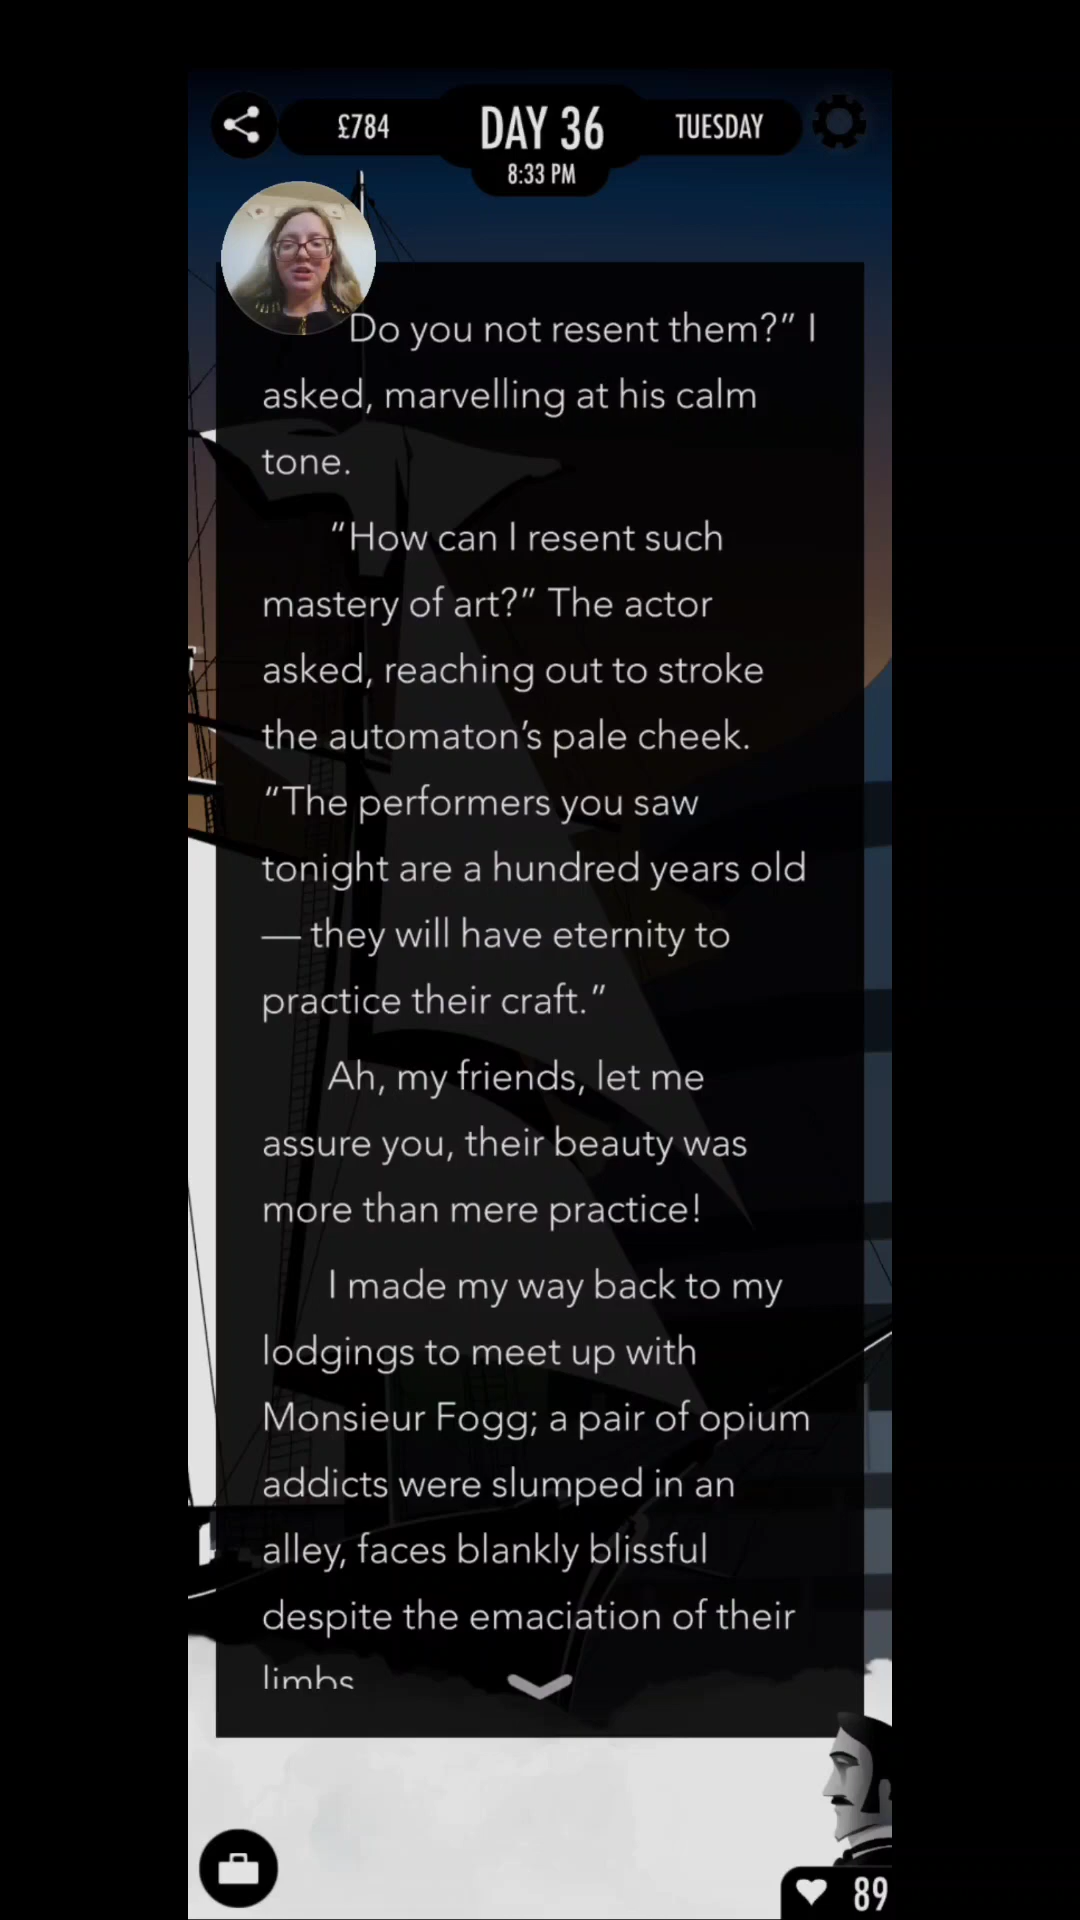 £784
DAY 36
TUESDAY
8:33 PM
Do you not resent them?” I
asked, marvelling at his calm
tone.
“How can I resent such
mastery of art?” The actor
asked, reaching out to stroke
the automaton’s pale cheek.
“The performers you saw
tonight are a hundred years old
— they will have eternity to
practice their craft.”
Ah, my friends, let me
assure you, their beauty was
more than mere practice!
I made my way back to my
lodgings to meet up with
Monsieur Fogg; a pair of opium
addicts were slumped in an
alley, faces blankly blissful
despite the emaciation of their
limbs
89